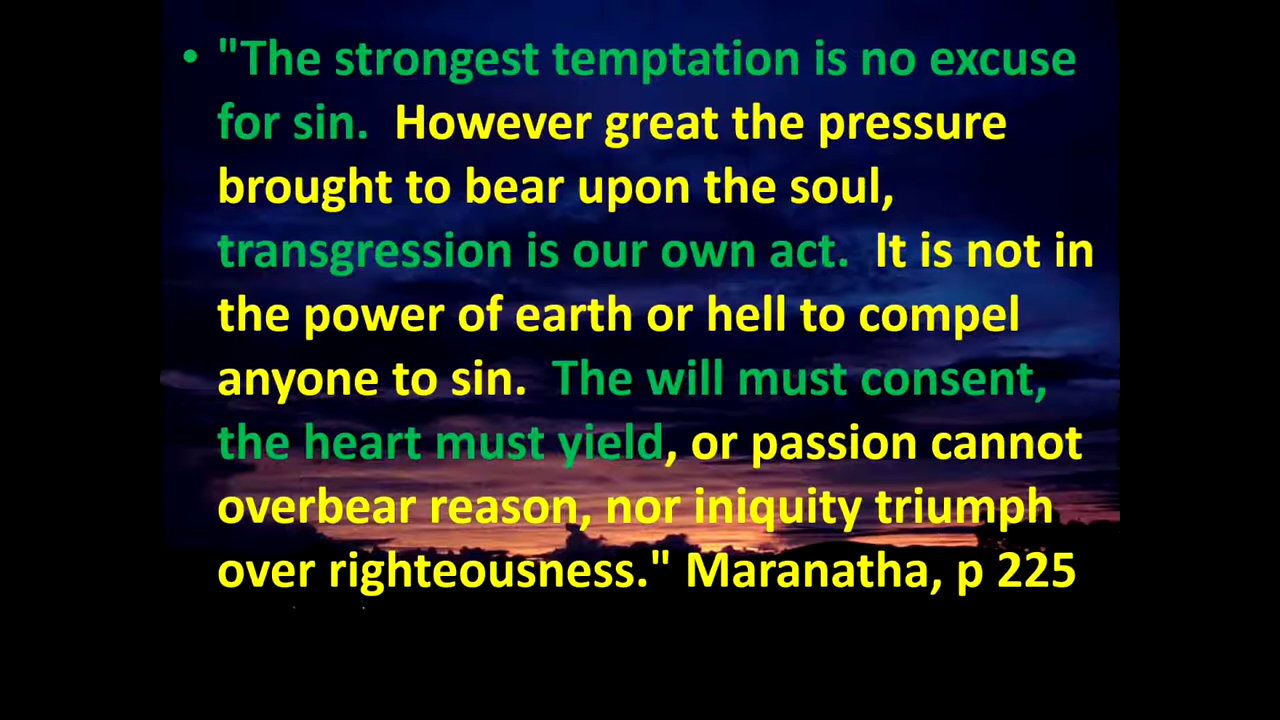 • "The strongest temptation is no excuse
for sin.  However great the pressure
brought to bear upon the soul,
transgression is our own act.  It is not in
the power of earth or hell to compel
anyone to sin.  The will must consent,
the heart must yield, or passion cannot
overbear reason, nor iniquity triumph
over righteousness." Maranatha, p 225